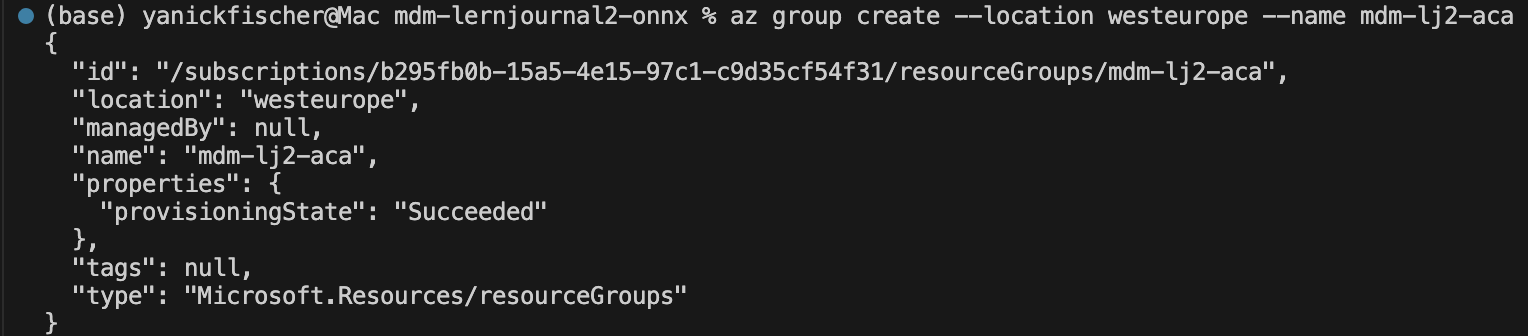 (base) yanickfischer@Mac mdm-lernjournal2-onnx % az group create --location westeurope --name mdm-lj2-aca
{
  "id": "/subscriptions/b295fb0b-15a5-4e15-97c1-c9d35cf54f31/resourceGroups/mdm-lj2-aca",
  "location": "westeurope",
  "managedBy": null,
  "name": "mdm-lj2-aca",
  "properties": {
    "provisioningState": "Succeeded"
  },
  "tags": null,
  "type": "Microsoft.Resources/resourceGroups"
}